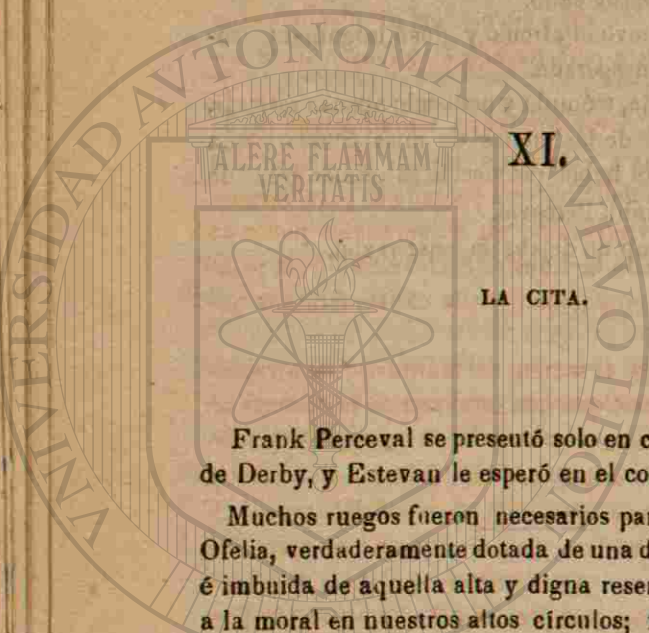 UNIVERSIDAD AUTONOMA DE NUEVO LEON
ALERE FLAMMAM
VERITATIS
XI.
LA CITA.
Frank Perceval se presentó solo en c
de Derby, y Estevan le esperó en el co
Muchos ruegos fueron necesarios par
Ofelia, verdaderamente dotada de una d
é imbuida de aquella alta y digna rese
a la moral en nuestros altos círculos;